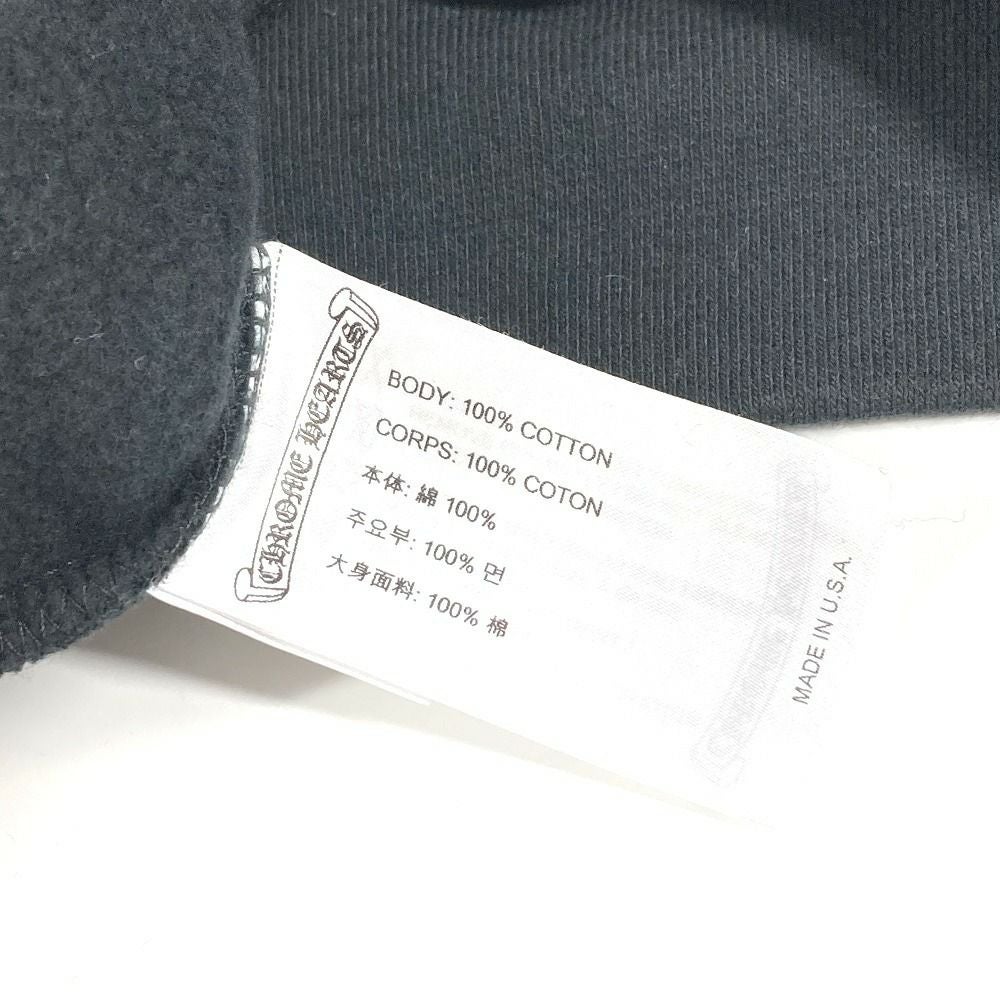 CHROME HEARTS
BODY: 100% COTTON
CORPS: 100% COTON
本体: 綿 100%
주요부: 100% 면
大身面料: 100% 棉
MADE IN U.S.A.